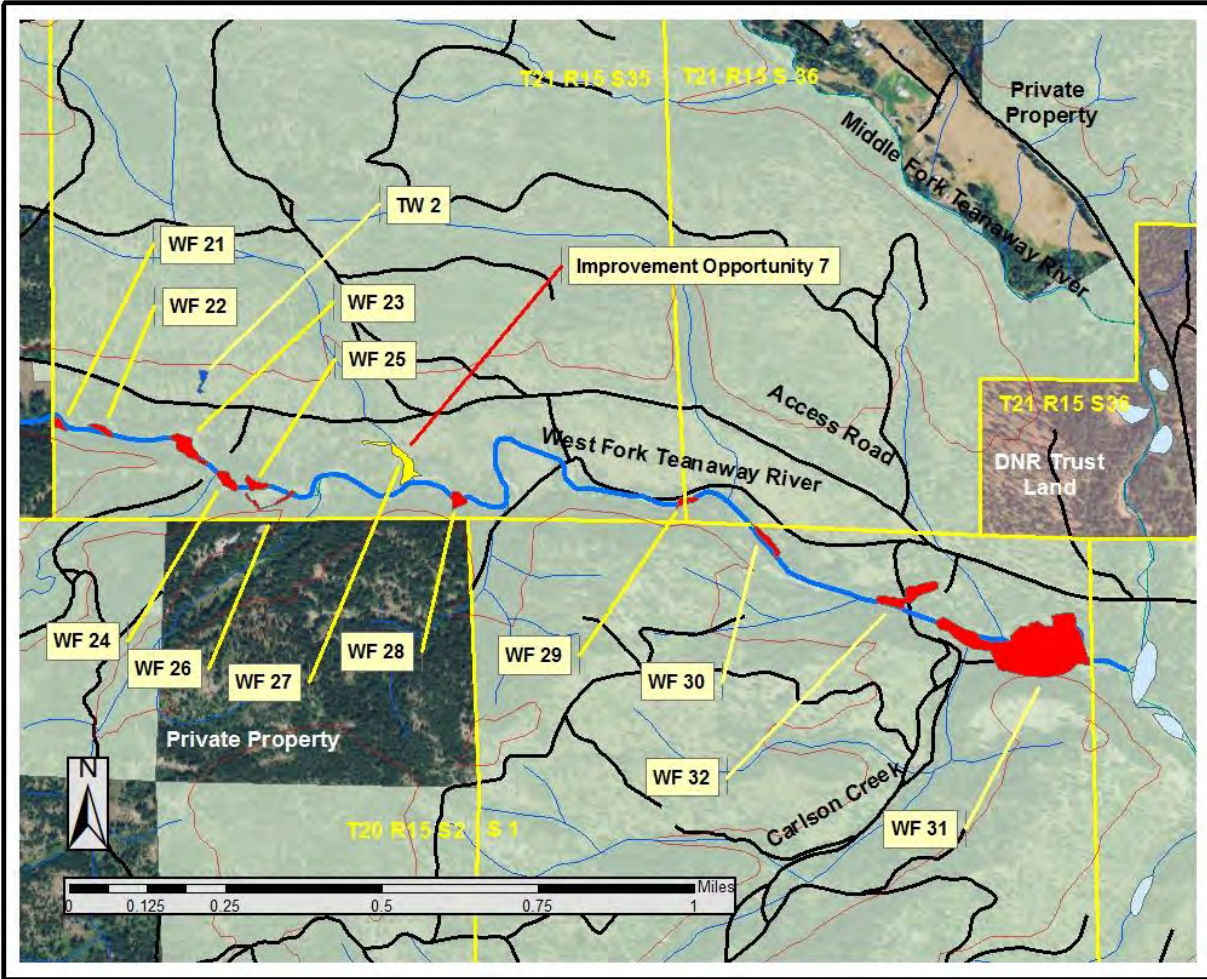 T21 R15 S35
T21 R15 S 36
Private
Property
Middle Fork Teanaway River
TW 2
WF 21
Improvement Opportunity 7
WF 22
WF 23
WF 25
Access Road
T21 R15 S36
West Fork Teanaway River
DNR Trust
Land
WF 24
WF 26
WF 27
WF 28
WF 29
WF 30
Private Property
WF 32
N
Carlson Creek
WF 31
T20 R15 S2
S 1
Miles
0 0.125 0.25 0.5 0.75 1